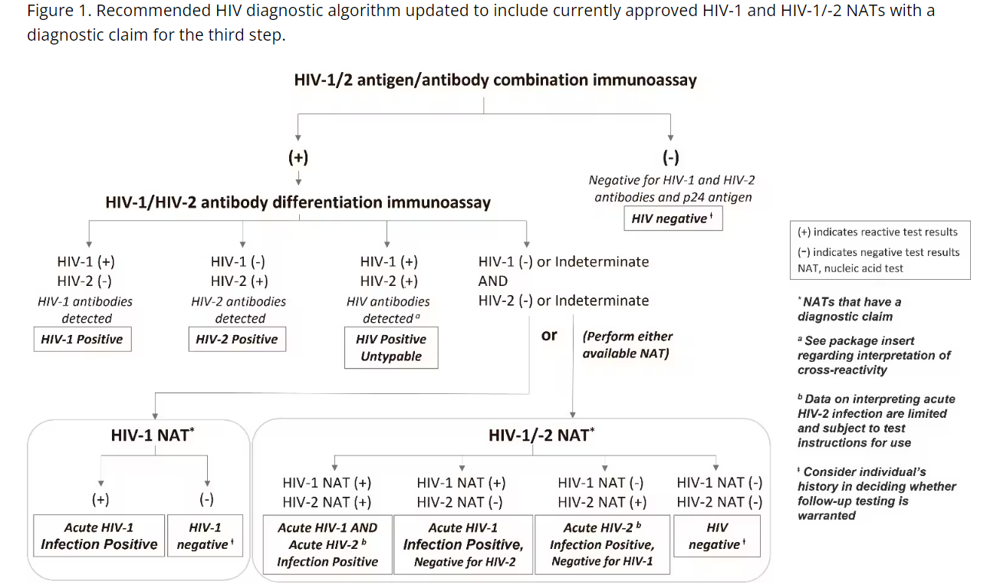 Figure 1. Recommended HIV diagnostic algorithm updated to include currently approved HIV-1 and HIV-1/-2 NATs with a
diagnostic claim for the third step.
HIV-1/2 antigen/antibody combination immunoassay
(+)
(-)
Negative for HIV-1 and HIV-2
antibodies and p24 antigen
HIV negative ƚ
HIV-1/HIV-2 antibody differentiation immunoassay
HIV-1 (+)
HIV-2 (-)
HIV-1 antibodies
detected
HIV-1 Positive
HIV-1 (-)
HIV-2 (+)
HIV-2 antibodies
detected
HIV-2 Positive
HIV-1 (+)
HIV-2 (+)
HIV antibodies
detected a
HIV Positive
Untypable
HIV-1 (-) or Indeterminate
AND
HIV-2 (-) or Indeterminate
or
(Perform either
available NAT)
HIV-1 NAT*
(+)
Acute HIV-1
Infection Positive
(-)
HIV-1
negative ƚ
HIV-1/-2 NAT*
HIV-1 NAT (+)
HIV-2 NAT (+)
Acute HIV-1 AND
Acute HIV-2 b
Infection Positive
HIV-1 NAT (+)
HIV-2 NAT (-)
Acute HIV-1
Infection Positive,
Negative for HIV-2
HIV-1 NAT (-)
HIV-2 NAT (+)
Acute HIV-2 b
Infection Positive,
Negative for HIV-1
HIV-1 NAT (-)
HIV-2 NAT (-)
HIV
negative ƚ
(+) indicates reactive test results
(-) indicates negative test results
NAT, nucleic acid test
* NATs that have a
diagnostic claim
a See package insert
regarding interpretation of
cross-reactivity
b Data on interpreting acute
HIV-2 infection are limited
and subject to test
instructions for use
ƚ Consider individual's
history in deciding whether
follow-up testing is
warranted